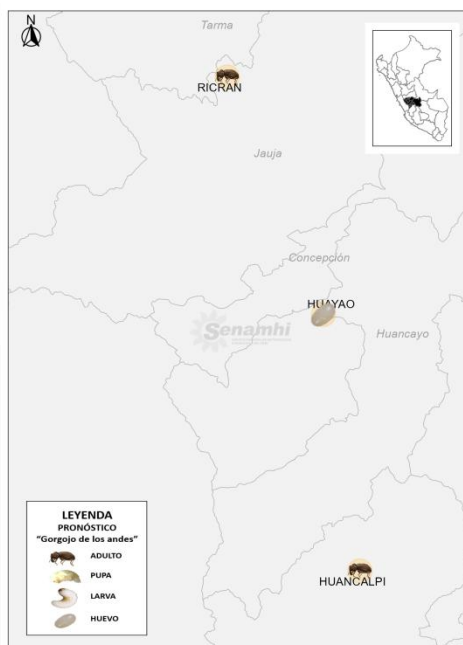 N
Tarma
RICRAN
Jauja
Concepción
HUAYAO
Senamhi
Huancayo
LEYENDA
PRONÓSTICO
“Gorgojo de los andes”
ADULTO
PUPA
LARVA
HUEVO
HUANCALPI